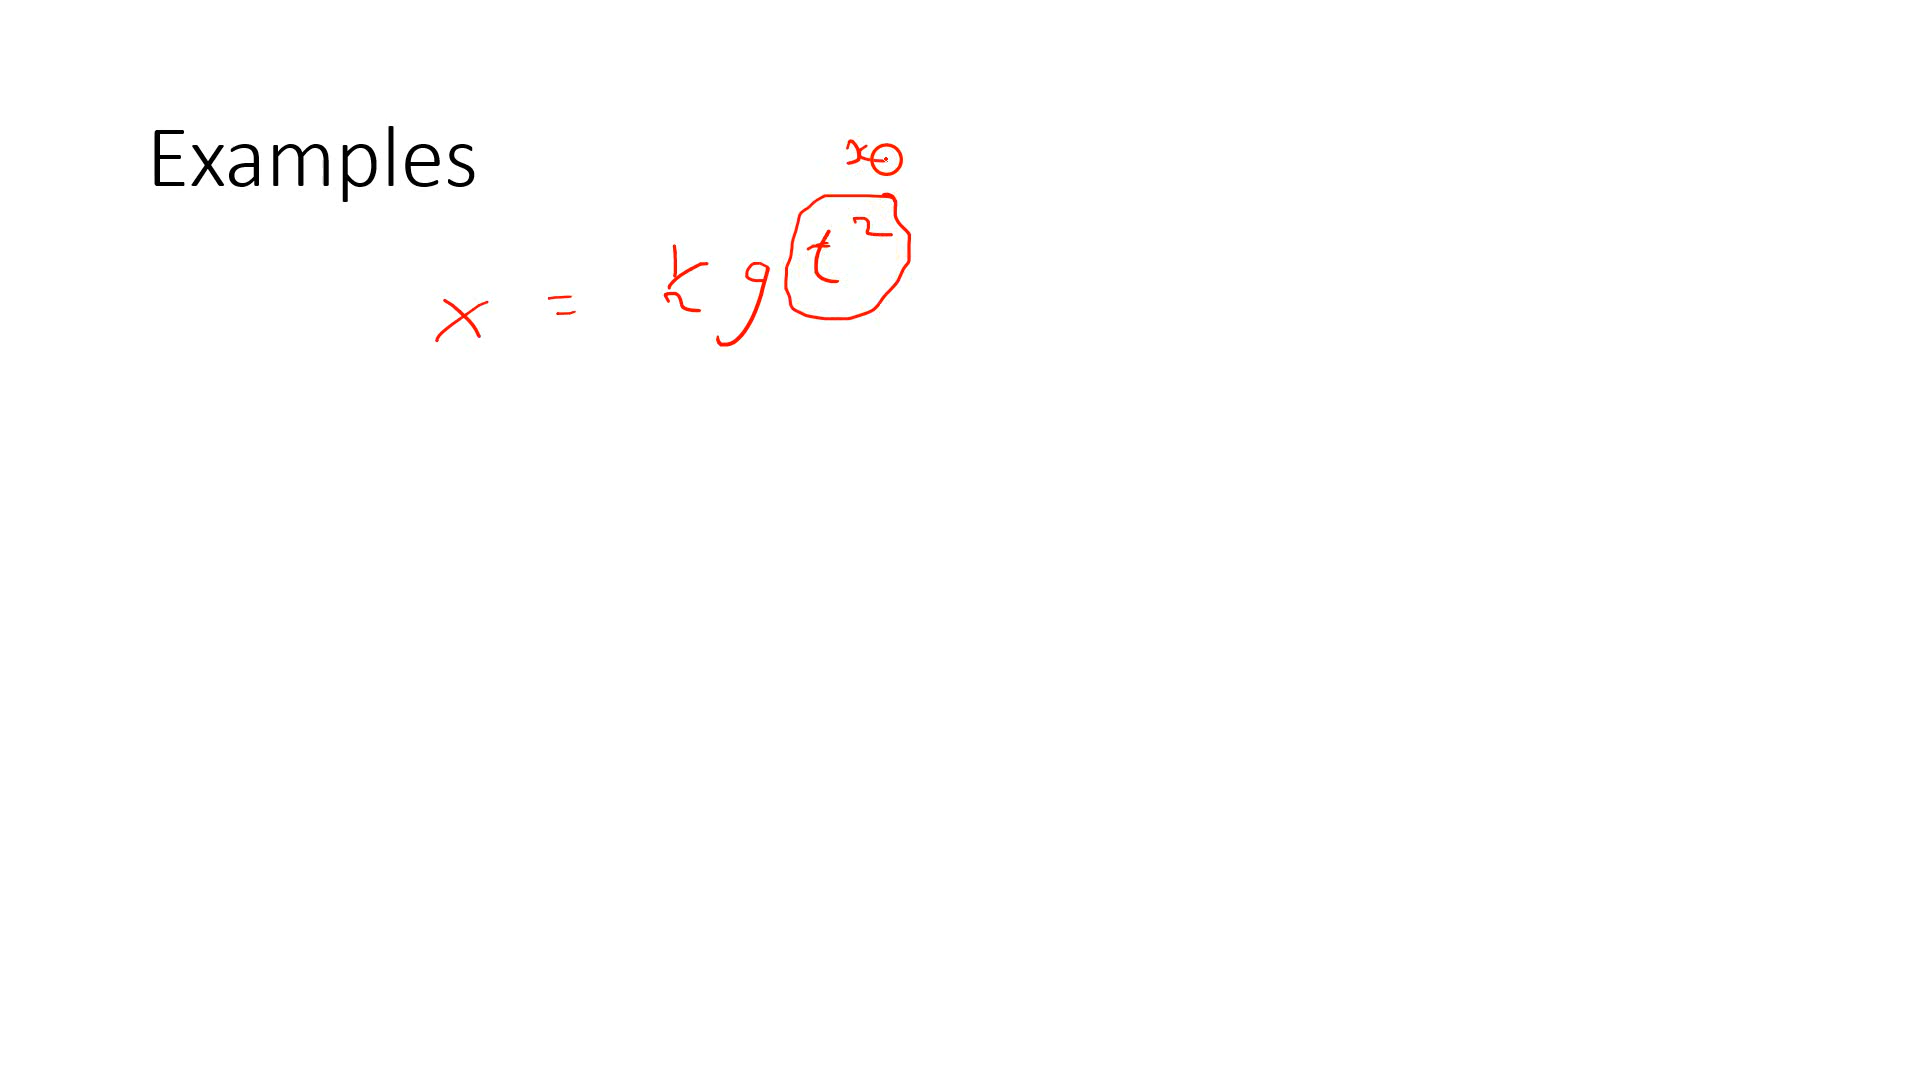 Examples
x
x = ½ g t²